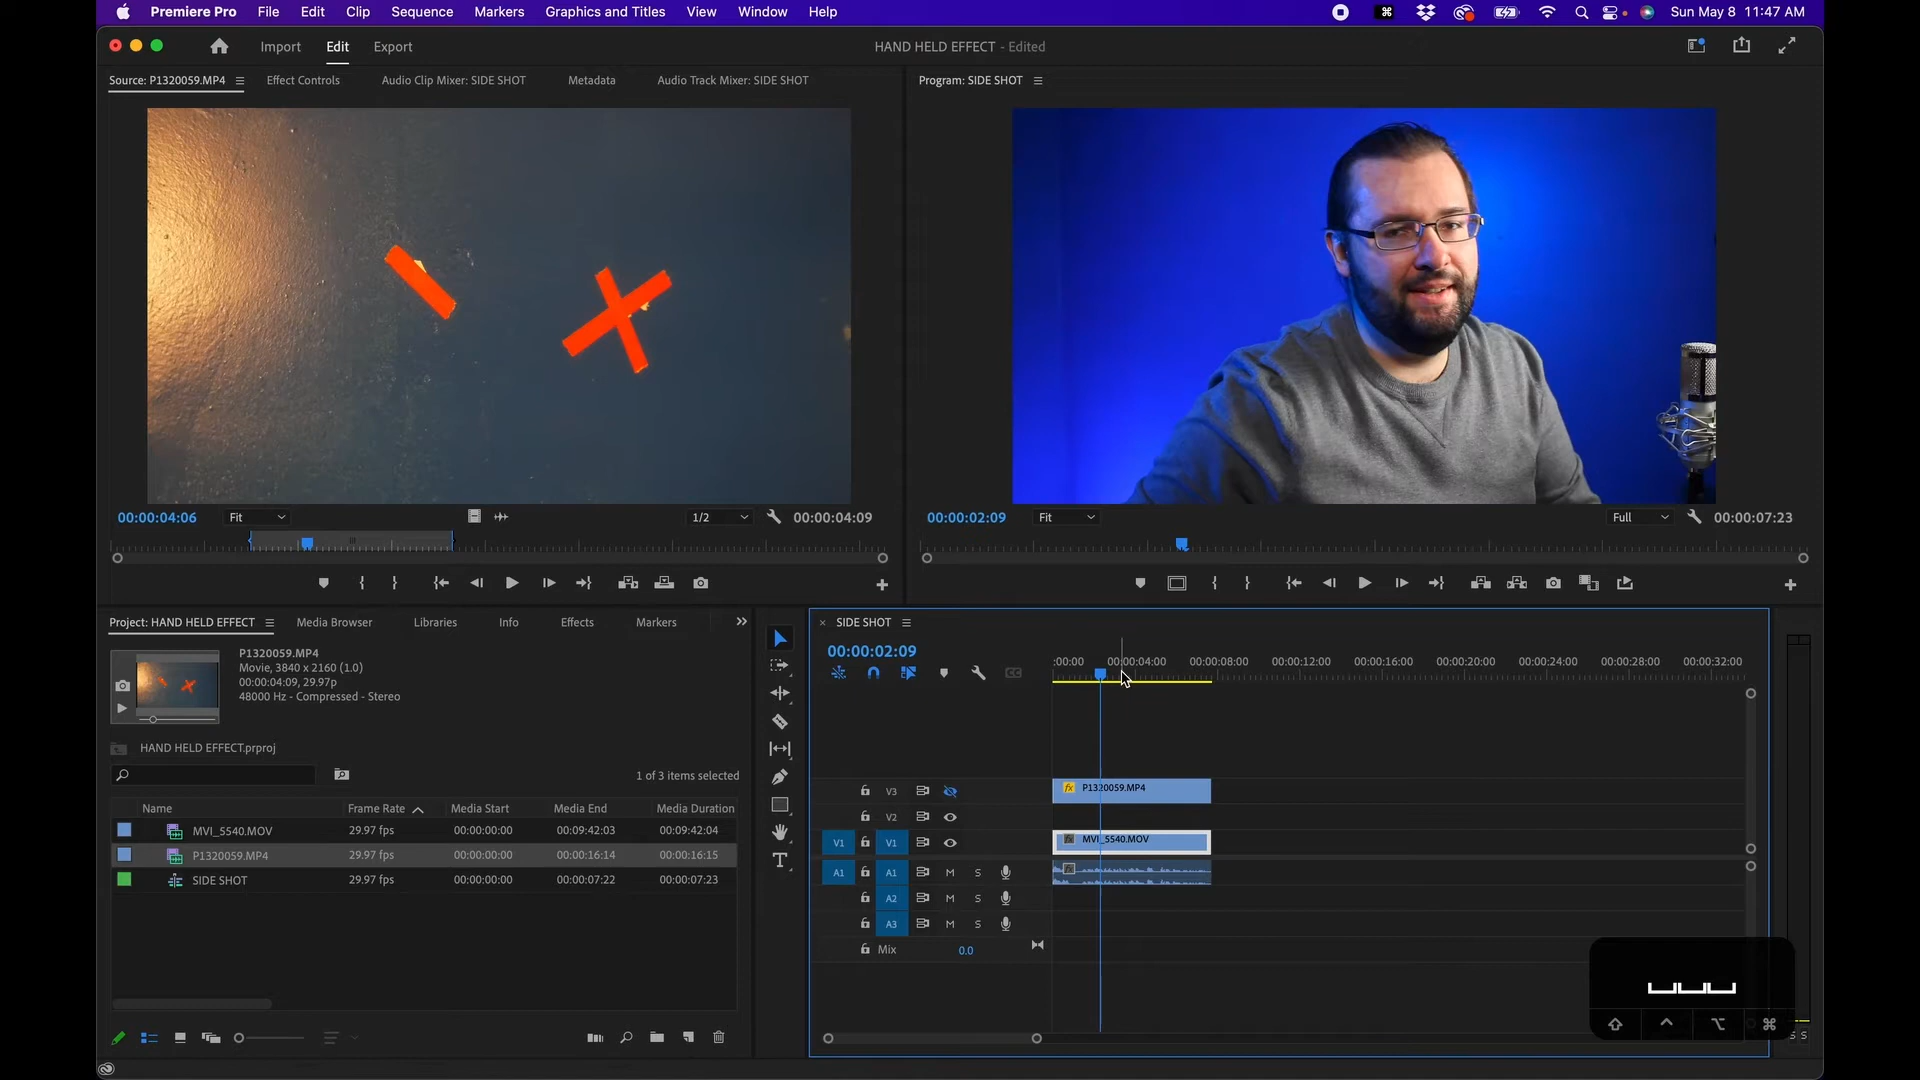 Premiere Pro File Edit Clip Sequence Markers Graphics and Titles View Window Help Sun May 8 11:47 AM
Import Edit Export HAND HELD EFFECT - Edited
Source: P1320059.MP4 Effect Controls Audio Clip Mixer: SIDE SHOT Metadata Audio Track Mixer: SIDE SHOT Program: SIDE SHOT
00:00:04:06 Fit 1/2 00:00:04:09 00:00:02:09 Fit Full 00:00:07:23
Project: HAND HELD EFFECT Media Browser Libraries Info Effects Markers
SIDE SHOT
P1320059.MP4
Movie, 3840 x 2160 (1.0)
00:00:04:09, 29.97p
48000 Hz - Compressed - Stereo
00:00:02:09
:00:00 00:00:04:00 00:00:08:00 00:00:12:00 00:00:16:00 00:00:20:00 00:00:24:00 00:00:28:00 00:00:32:00
HAND HELD EFFECT.prproj
1 of 3 items selected
Name Frame Rate Media Start Media End Media Duration
MVI_5540.MOV 29.97 fps 00:00:00:00 00:09:42:03 00:09:42:04
P1320059.MP4 29.97 fps 00:00:00:00 00:00:16:14 00:00:16:15
SIDE SHOT 29.97 fps 00:00:00:00 00:00:07:22 00:00:07:23
V3 fx P1320059.MP4
V2
V1 V1 fx MVI_5540.MOV
A1 A1 M S
A2 M S
A3 M S
Mix 0.0
S S